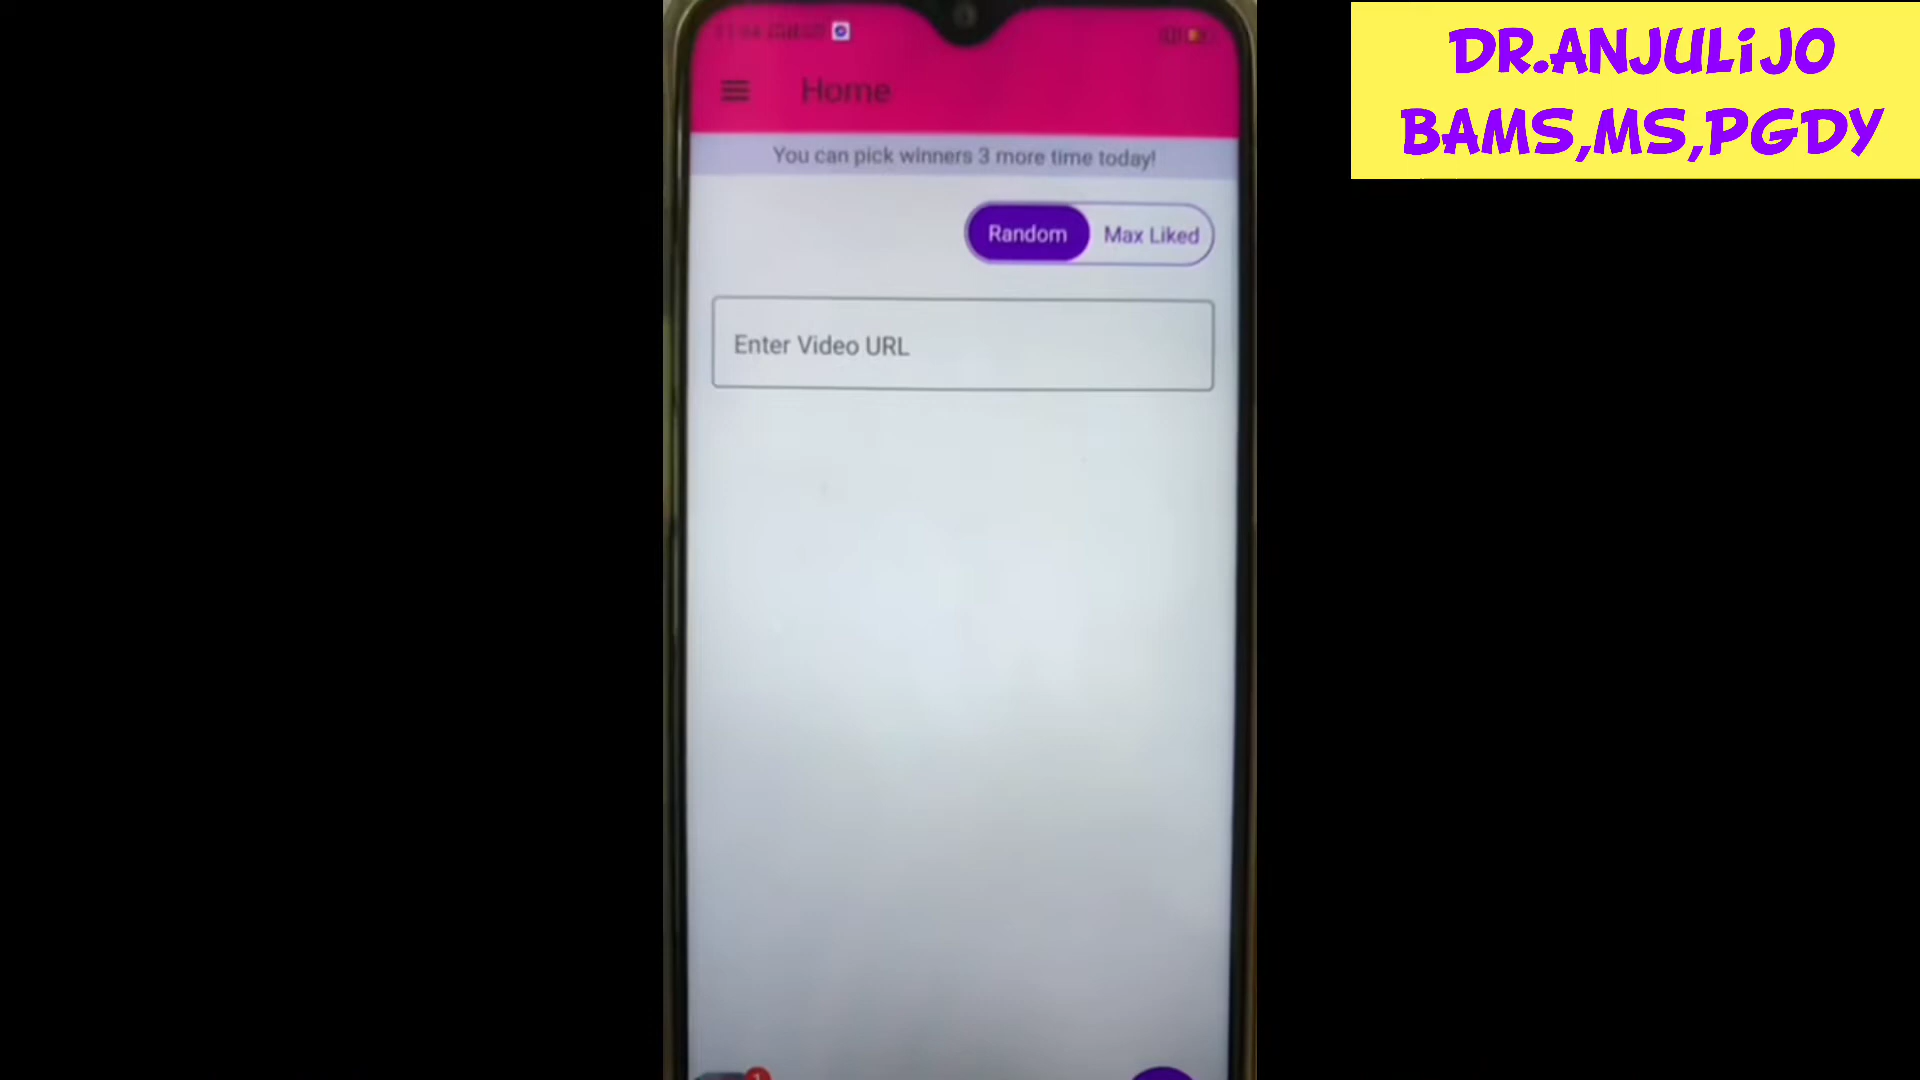 DR.ANJULiJO
BAMS,MS,PGDY
Home
You can pick winners 3 more time today!
Random
Max Liked
Enter Video URL
1